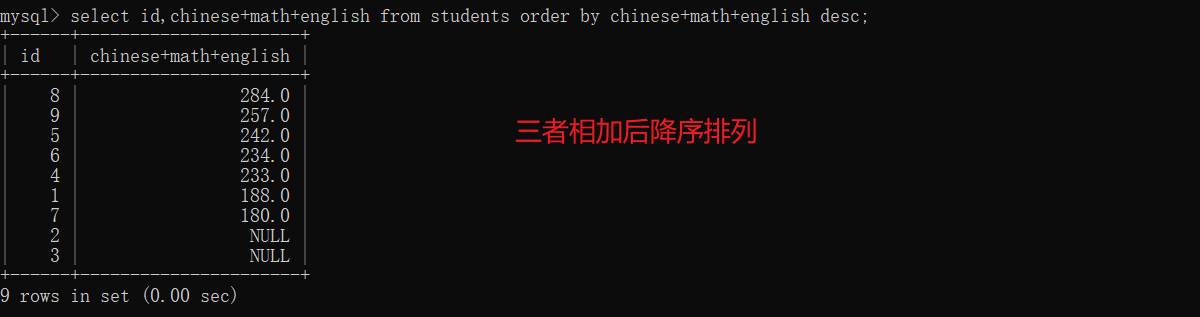 mysql> select id,chinese+math+english from students order by chinese+math+english desc;
+------+----------------------+
| id   | chinese+math+english |
+------+----------------------+
|    8 |                284.0 |
|    9 |                257.0 |
|    5 |                242.0 |
三者相加后降序排列
|    6 |                234.0 |
|    4 |                233.0 |
|    1 |                188.0 |
|    7 |                180.0 |
|    2 |                 NULL |
|    3 |                 NULL |
+------+----------------------+
9 rows in set (0.00 sec)